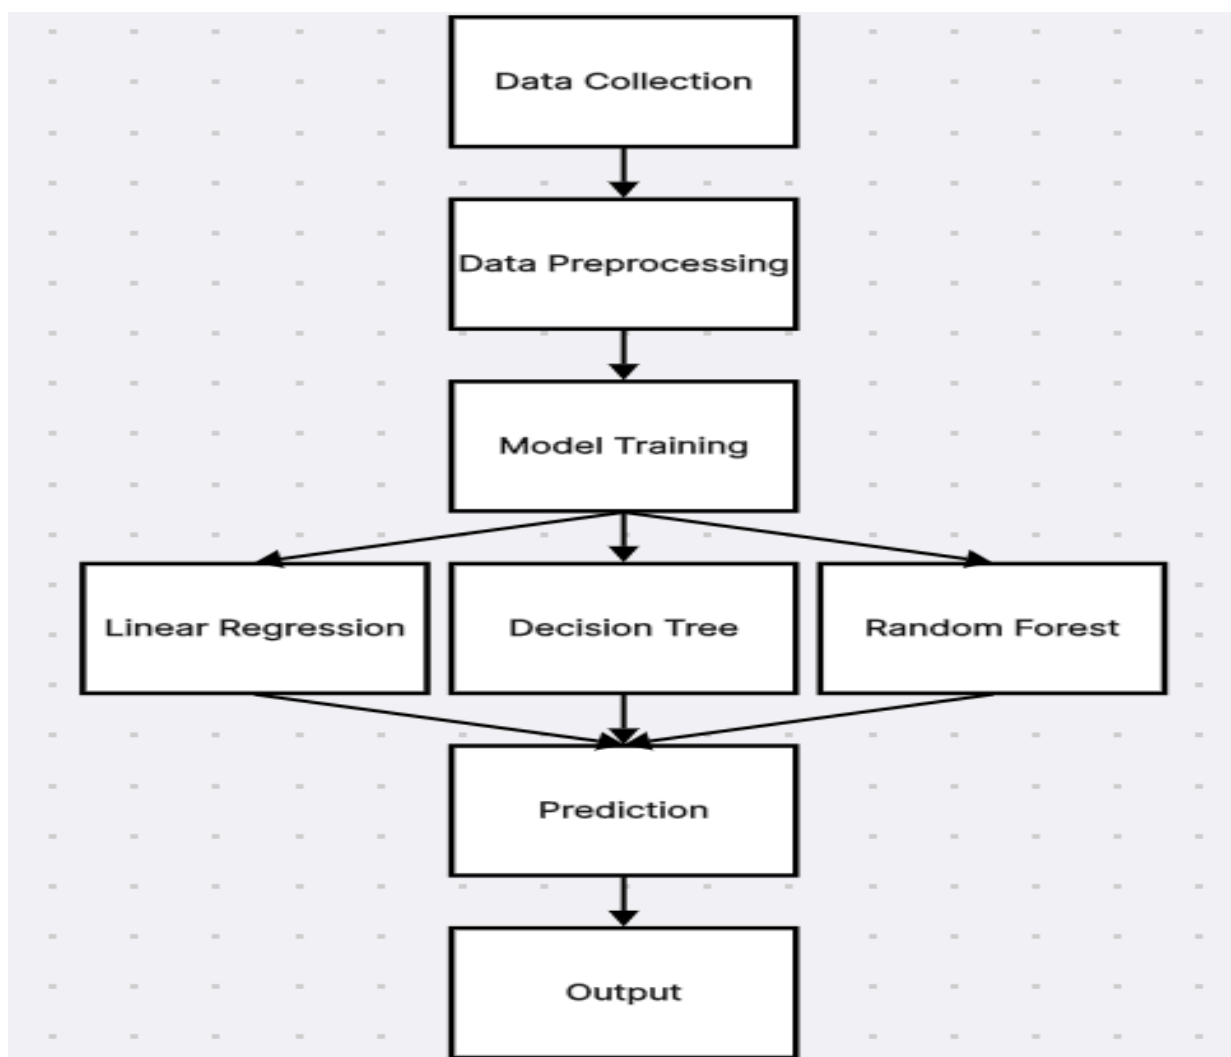 Data Collection
Data Preprocessing
Model Training
Linear Regression
Decision Tree
Random Forest
Prediction
Output